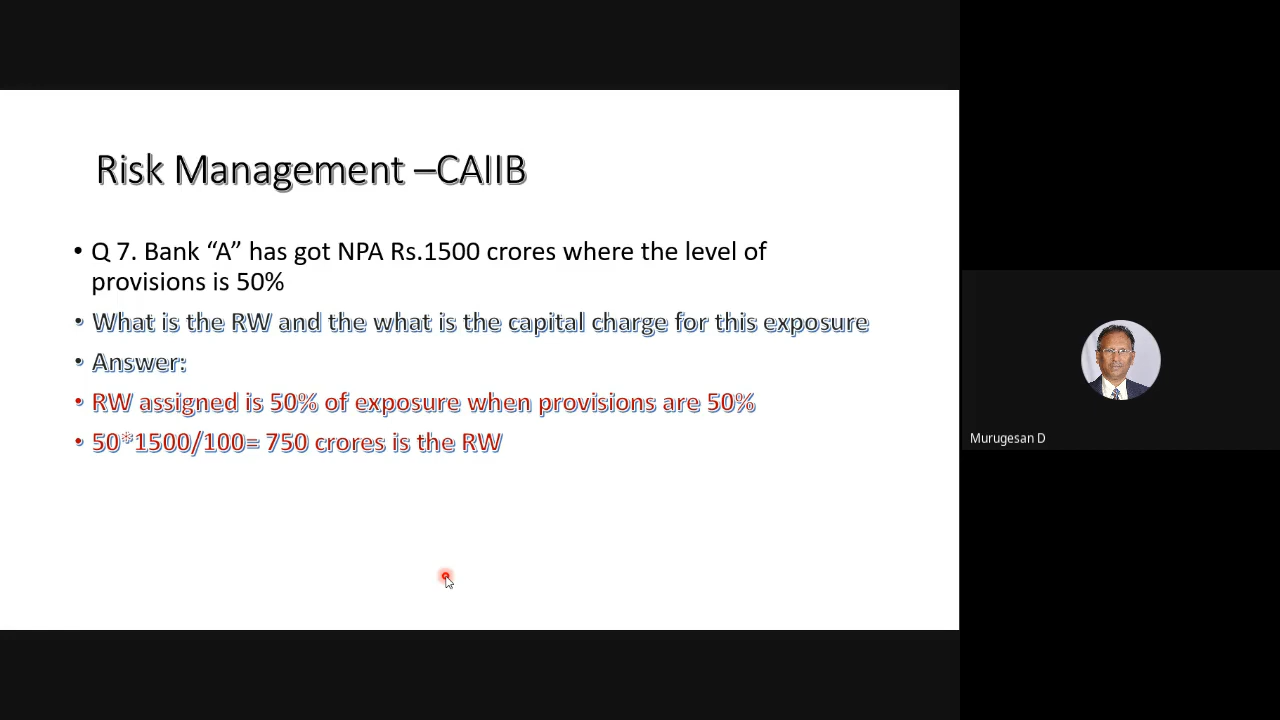 Risk Management –CAIIB
• Q 7. Bank “A” has got NPA Rs.1500 crores where the level of
provisions is 50%
• What is the RW and the what is the capital charge for this exposure
• Answer:
• RW assigned is 50% of exposure when provisions are 50%
• 50*1500/100= 750 crores is the RW
Murugesan D